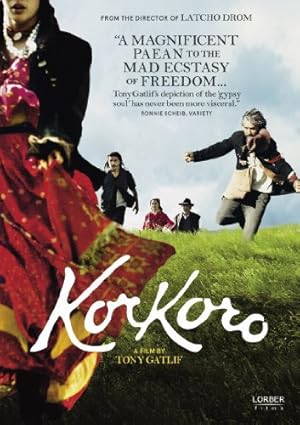 FROM THE DIRECTOR OF LATCHO DROM
“A MAGNIFICENT
PAEAN TO THE
MAD ECSTASY
OF FREEDOM...
Tony Gatlif's depiction of the 'gypsy
soul' has never been more visceral.”
RONNIE SCHEIB, VARIETY
Korkoro
A FILM BY
TONY GATLIF
LORBER
films